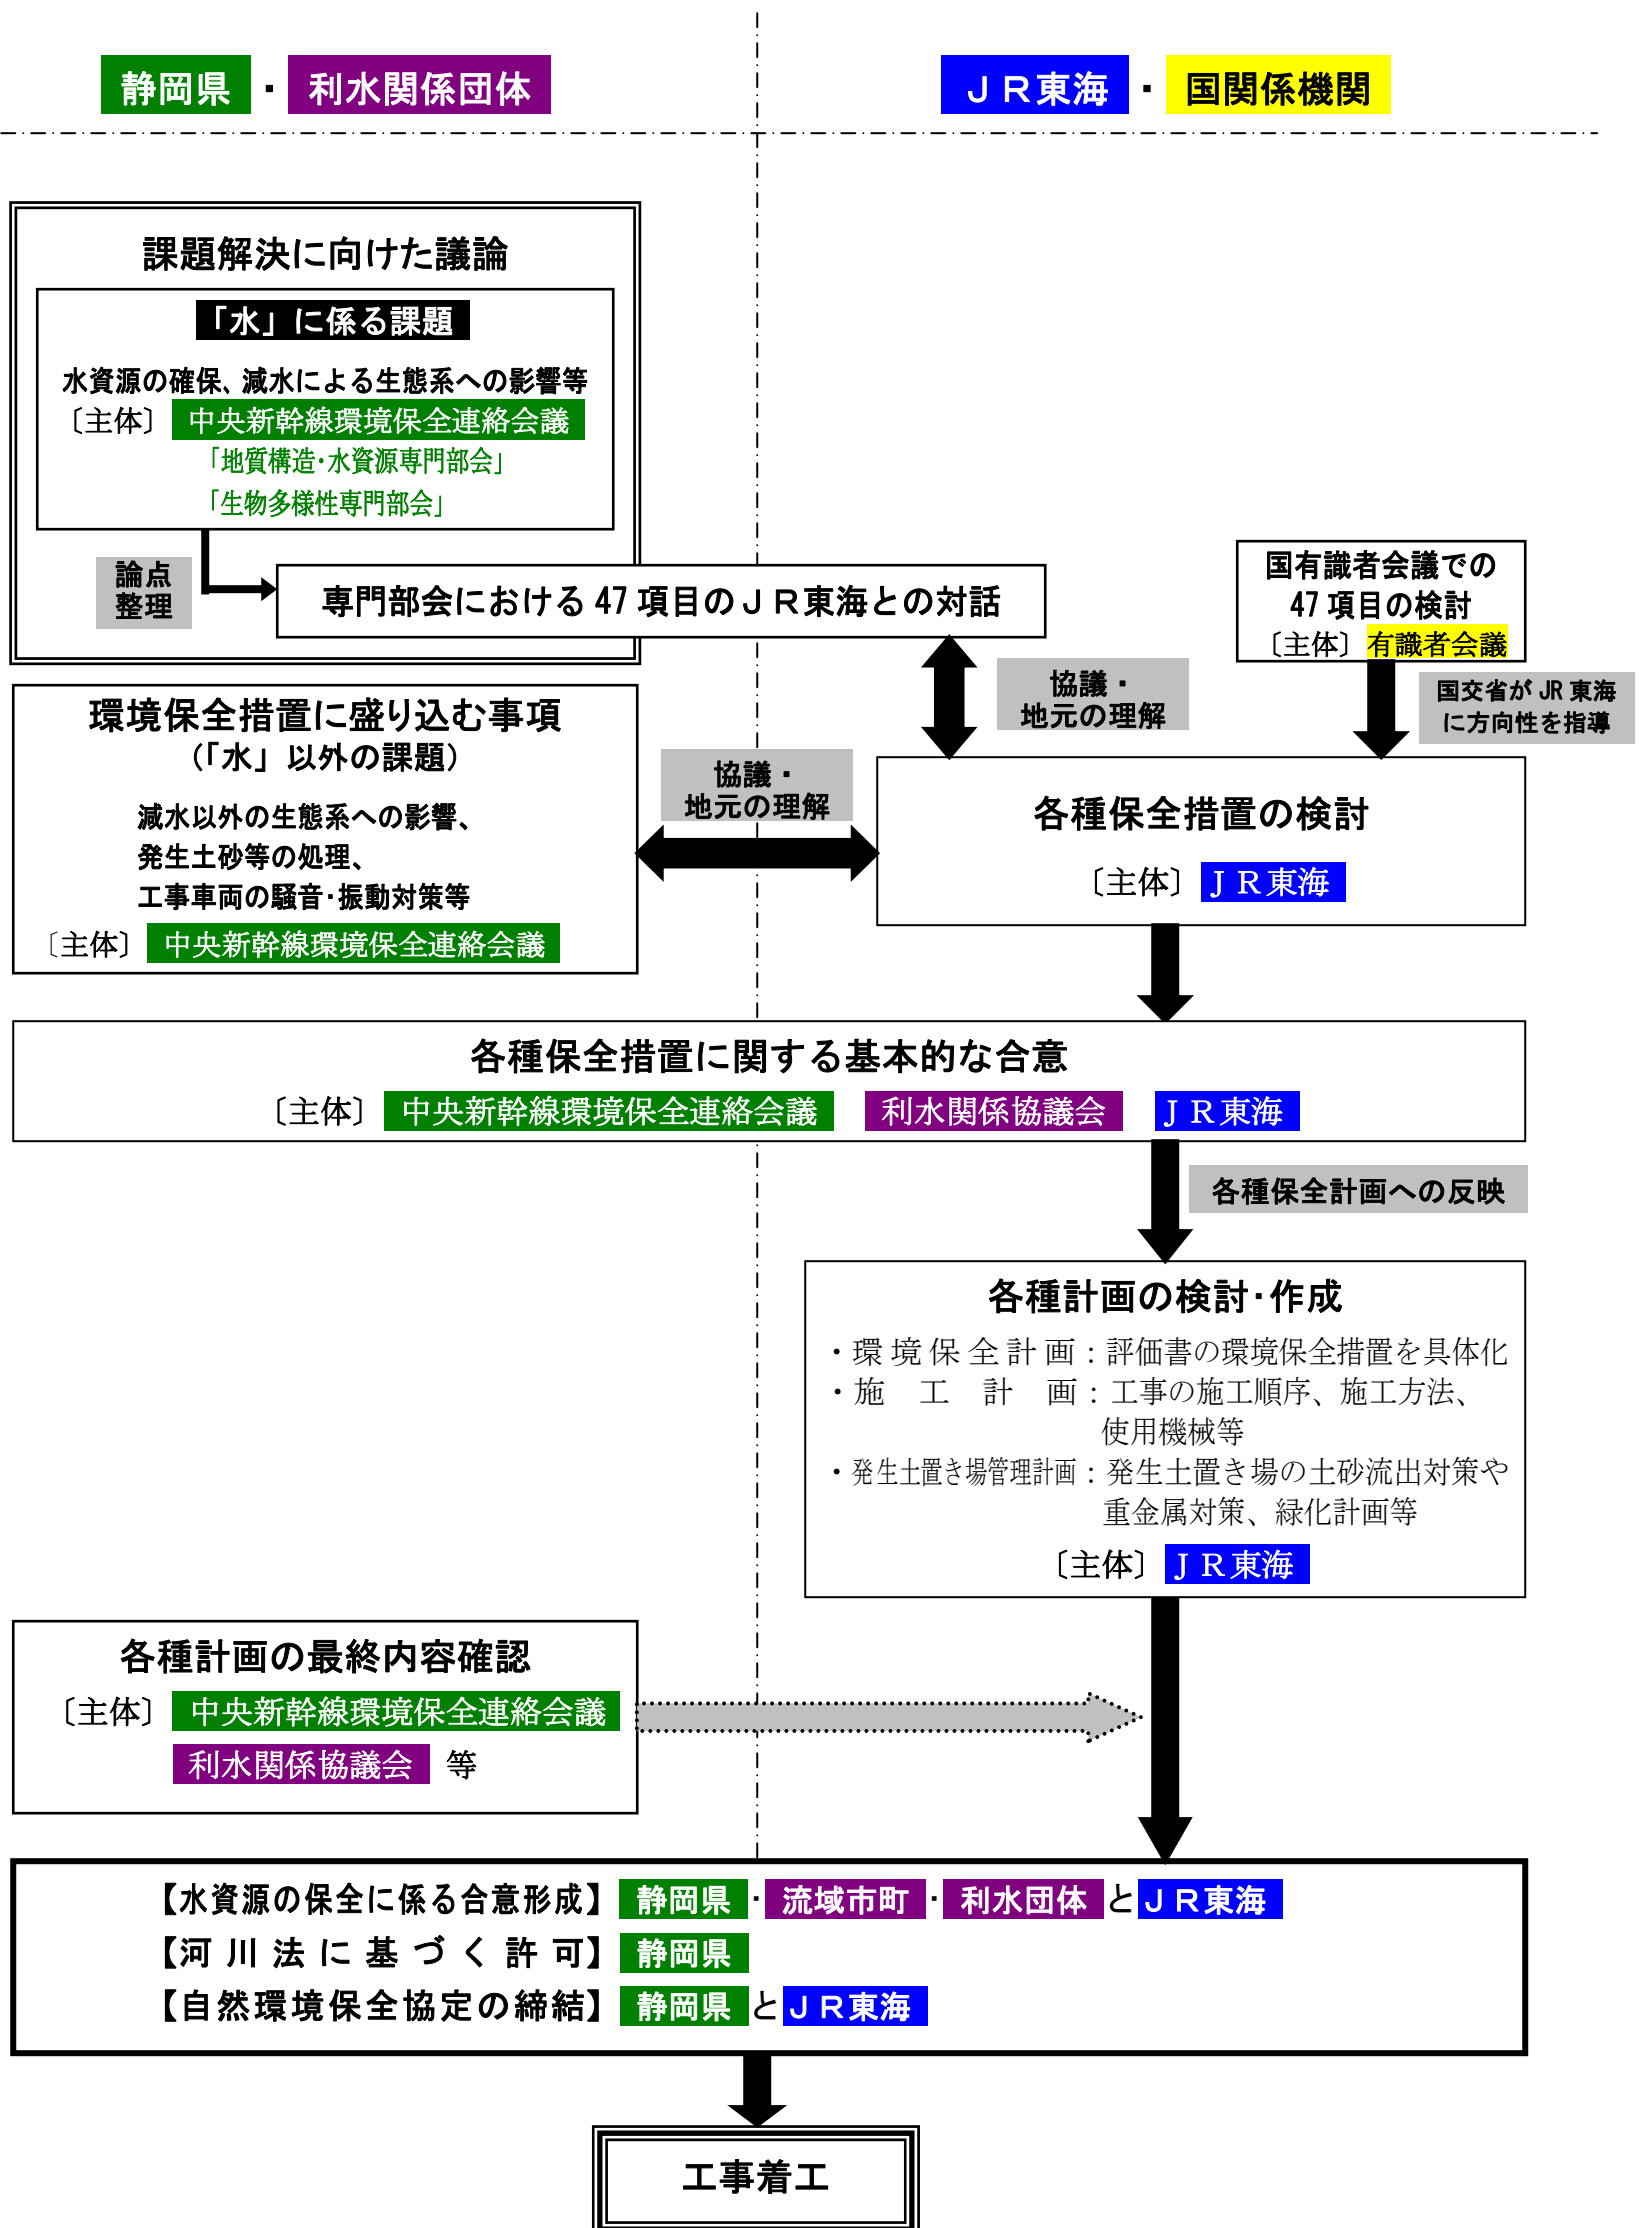 静岡県・利水関係団体
ＪＲ東海・国関係機関
課題解決に向けた議論
「水」に係る課題
水資源の確保、減水による生態系への影響等
〔主体〕 中央新幹線環境保全連絡会議
「地質構造・水資源専門部会」
「生物多様性専門部会」
論点
整理
専門部会における 47 項目のＪＲ東海との対話
国有識者会議での
47 項目の検討
〔主体〕有識者会議
協議・
地元の理解
国交省が JR 東海
に方向性を指導
環境保全措置に盛り込む事項
（「水」以外の課題）
減水以外の生態系への影響、
発生土砂等の処理、
工事車両の騒音・振動対策等
〔主体〕 中央新幹線環境保全連絡会議
協議・
地元の理解
各種保全措置の検討
〔主体〕 ＪＲ東海
各種保全措置に関する基本的な合意
〔主体〕 中央新幹線環境保全連絡会議 利水関係協議会 ＪＲ東海
各種保全計画への反映
各種計画の検討・作成
・環境保全計画：評価書の環境保全措置を具体化
・施工計画：工事の施工順序、施工方法、
使用機械等
・発生土置き場管理計画：発生土置き場の土砂流出対策や
重金属対策、緑化計画等
〔主体〕 ＪＲ東海
各種計画の最終内容確認
〔主体〕 中央新幹線環境保全連絡会議
利水関係協議会 等
【水資源の保全に係る合意形成】 静岡県・流域市町・利水団体とＪＲ東海
【河川法に基づく許可】 静岡県
【自然環境保全協定の締結】 静岡県とＪＲ東海
工事着工